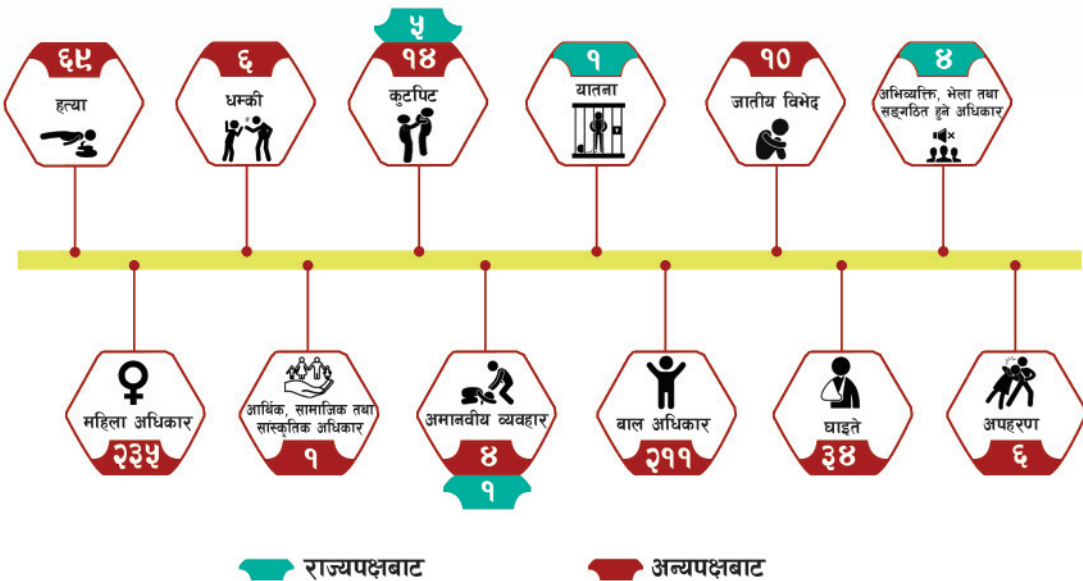 ६९
हत्या
६
धम्की
५
१४
कुटपिट
१
यातना
१०
जातीय विभेद
४
अभिव्यक्ति, भेला तथा
सङ्गठित हुने अधिकार
महिला अधिकार
२३५
आर्थिक, सामाजिक तथा
सांस्कृतिक अधिकार
१
अमानवीय व्यवहार
४
१
बाल अधिकार
२११
घाइते
३४
अपहरण
६
राज्यपक्षबाट
अन्यपक्षबाट